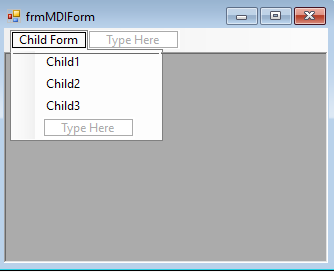 frmMDIForm
Child Form Type Here
Child1
Child2
Child3
Type Here